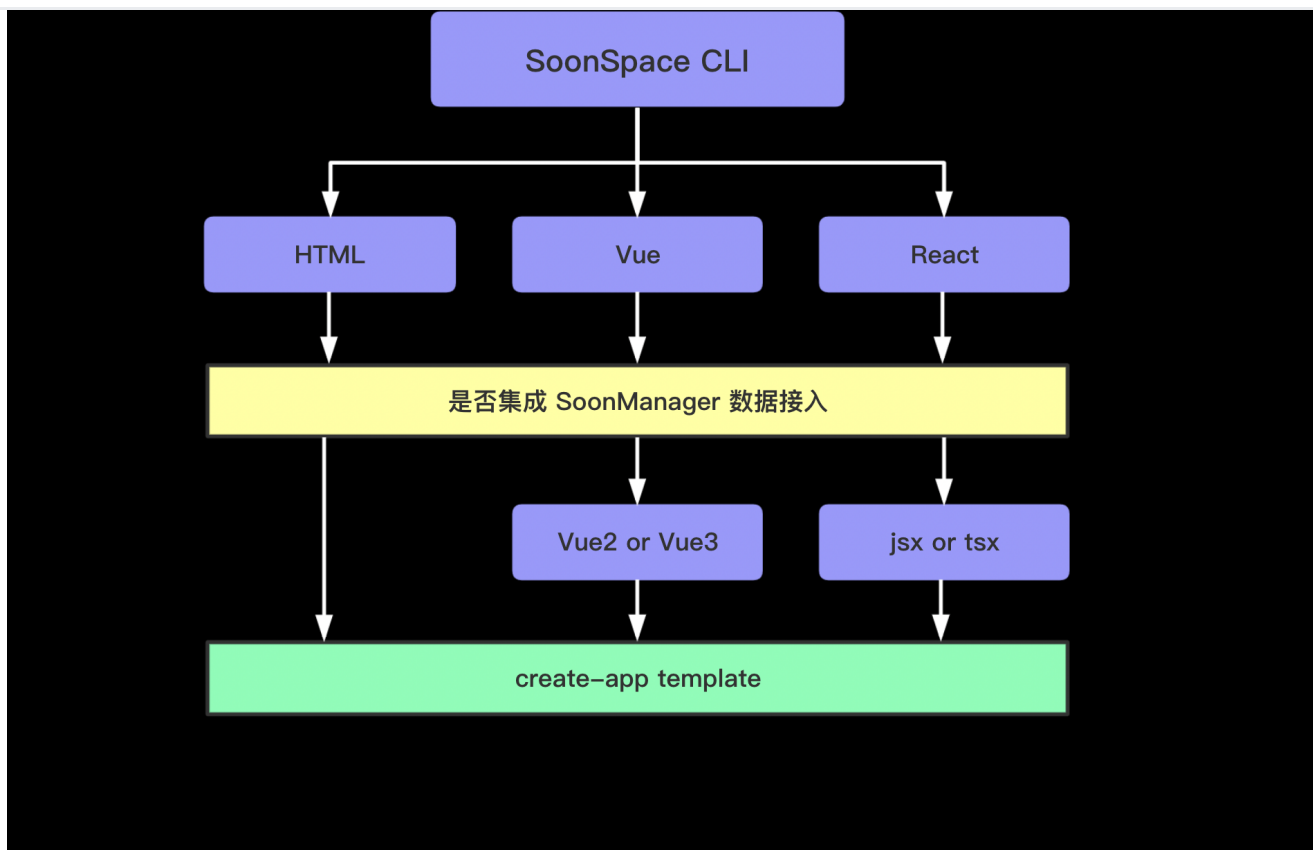 SoonSpace CLI
HTML
Vue
React
是否集成 SoonManager 数据接入
Vue2 or Vue3
jsx or tsx
create-app template